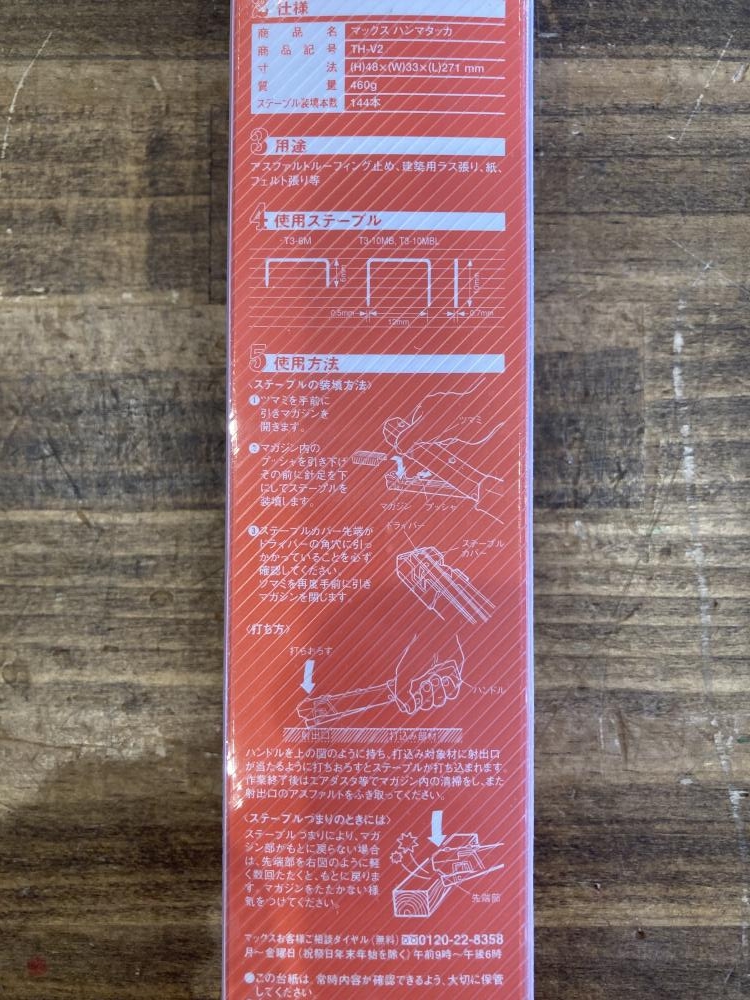 2 仕様
商品名 マックス ハンマタッカ
商品記号 TH-V2
寸法 (H)48×(W)33×(L)271 mm
質量 460g
ステープル装填本数 144本
3 用途
アスファルトルーフィング止め、建築用ラス張り、紙、
フェルト張り等
4 使用ステープル
T3-6M T3-10MB, T3-10MBL
6mm 10mm
0.5mm 12mm 0.7mm
5 使用方法
〈ステープルの装填方法〉
❶ツマミを手前に
引きマガジンを
開きます。
ツマミ
❷マガジン内の
プッシャを引き下げ
その前に針足を下
にしてステープルを
装填します。
マガジン プッシャ
ドライバー
❸ステープルカバー先端が
ドライバーの角穴に引っ
かかっていることを必ず
確認してください。
ツマミを再度手前に引き
マガジンを閉じます。
ステープル
カバー
〈打ち方〉
打ちおろす
ハンドル
射出口 打込み部材
ハンドルを上の図のように持ち、打込み対象材に射出口
が当たるように打ちおろすとステープルが打ち込まれます
作業終了後はエアダスタ等でマガジン内の清掃をし、また
射出口のアスファルトをふき取ってください。
〈ステープルつまりのときには〉
ステープルつまりにより、マガ
ジン部がもとに戻らない場合
は、先端部を右図のように軽
く数回たたくと、もとに戻りま
す。マガジンをたたかない様
気をつけてください。
先端部
マックスお客様ご相談ダイヤル(無料) 0120-22-8358
月〜金曜日(祝祭日年末年始を除く)午前9時〜午後6時
●この台紙は、常時内容が確認できるよう、大切に保管
してください。